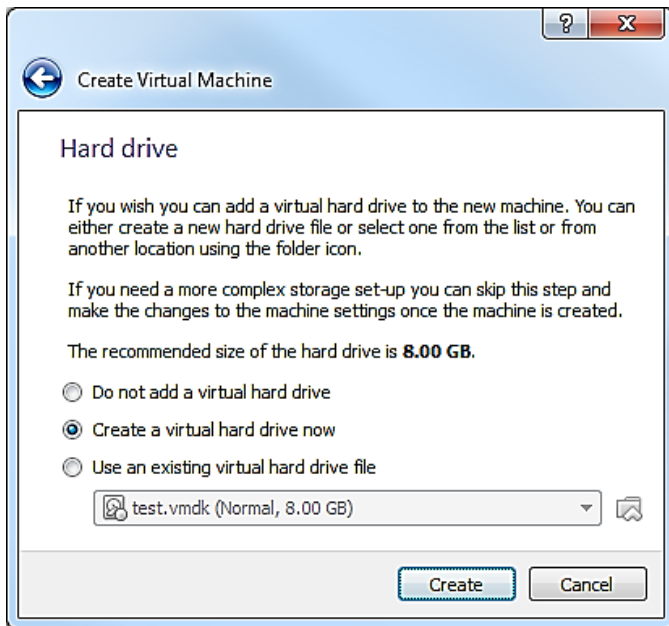 ?
X
Create Virtual Machine
Hard drive
If you wish you can add a virtual hard drive to the new machine. You can
either create a new hard drive file or select one from the list or from
another location using the folder icon.
If you need a more complex storage set-up you can skip this step and
make the changes to the machine settings once the machine is created.
The recommended size of the hard drive is 8.00 GB.
Do not add a virtual hard drive
Create a virtual hard drive now
Use an existing virtual hard drive file
test.vmdk (Normal, 8.00 GB)
Create Cancel